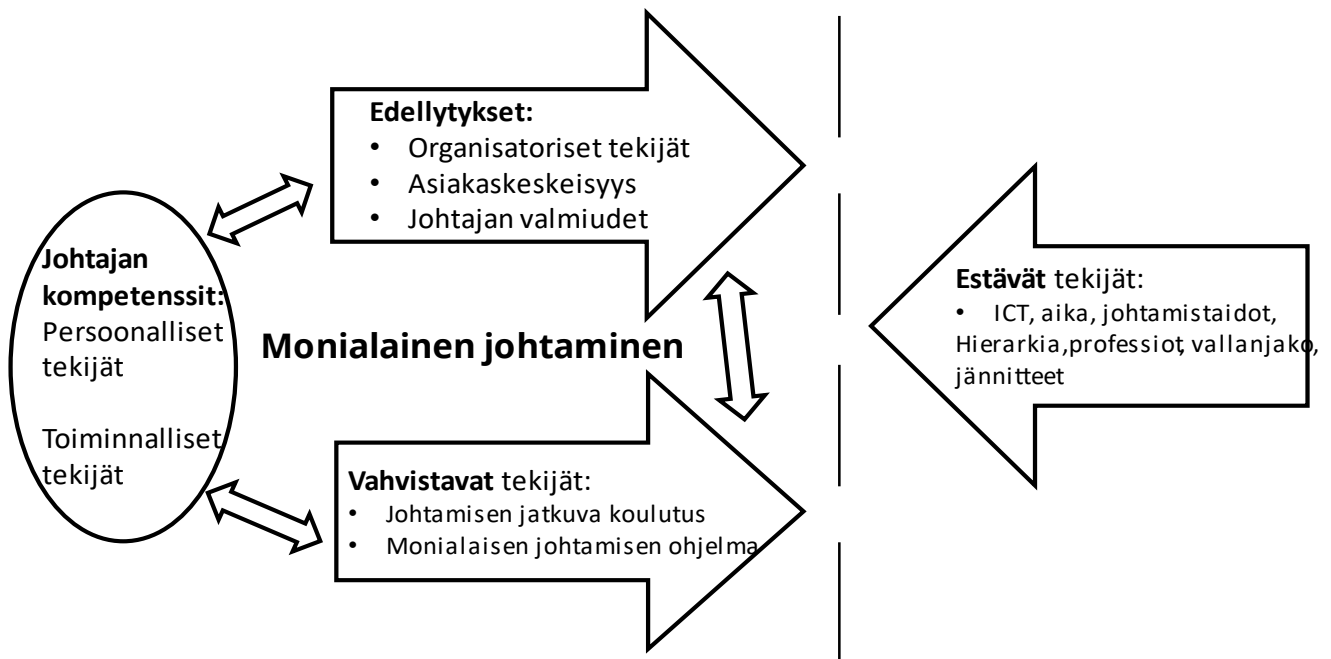 Edellytykset:
• Organisatoriset tekijät
• Asiakaskeskeisyys
• Johtajan valmiudet
Johtajan
kompetenssit:
Persoonalliset
tekijät
Toiminnalliset
tekijät
Monialainen johtaminen
Vahvistavat tekijät:
• Johtamisen jatkuva koulutus
• Monialaisen johtamisen ohjelma
Estävät tekijät:
• ICT, aika, johtamistaidot,
Hierarkia,professiot, vallanjako,
jännitteet